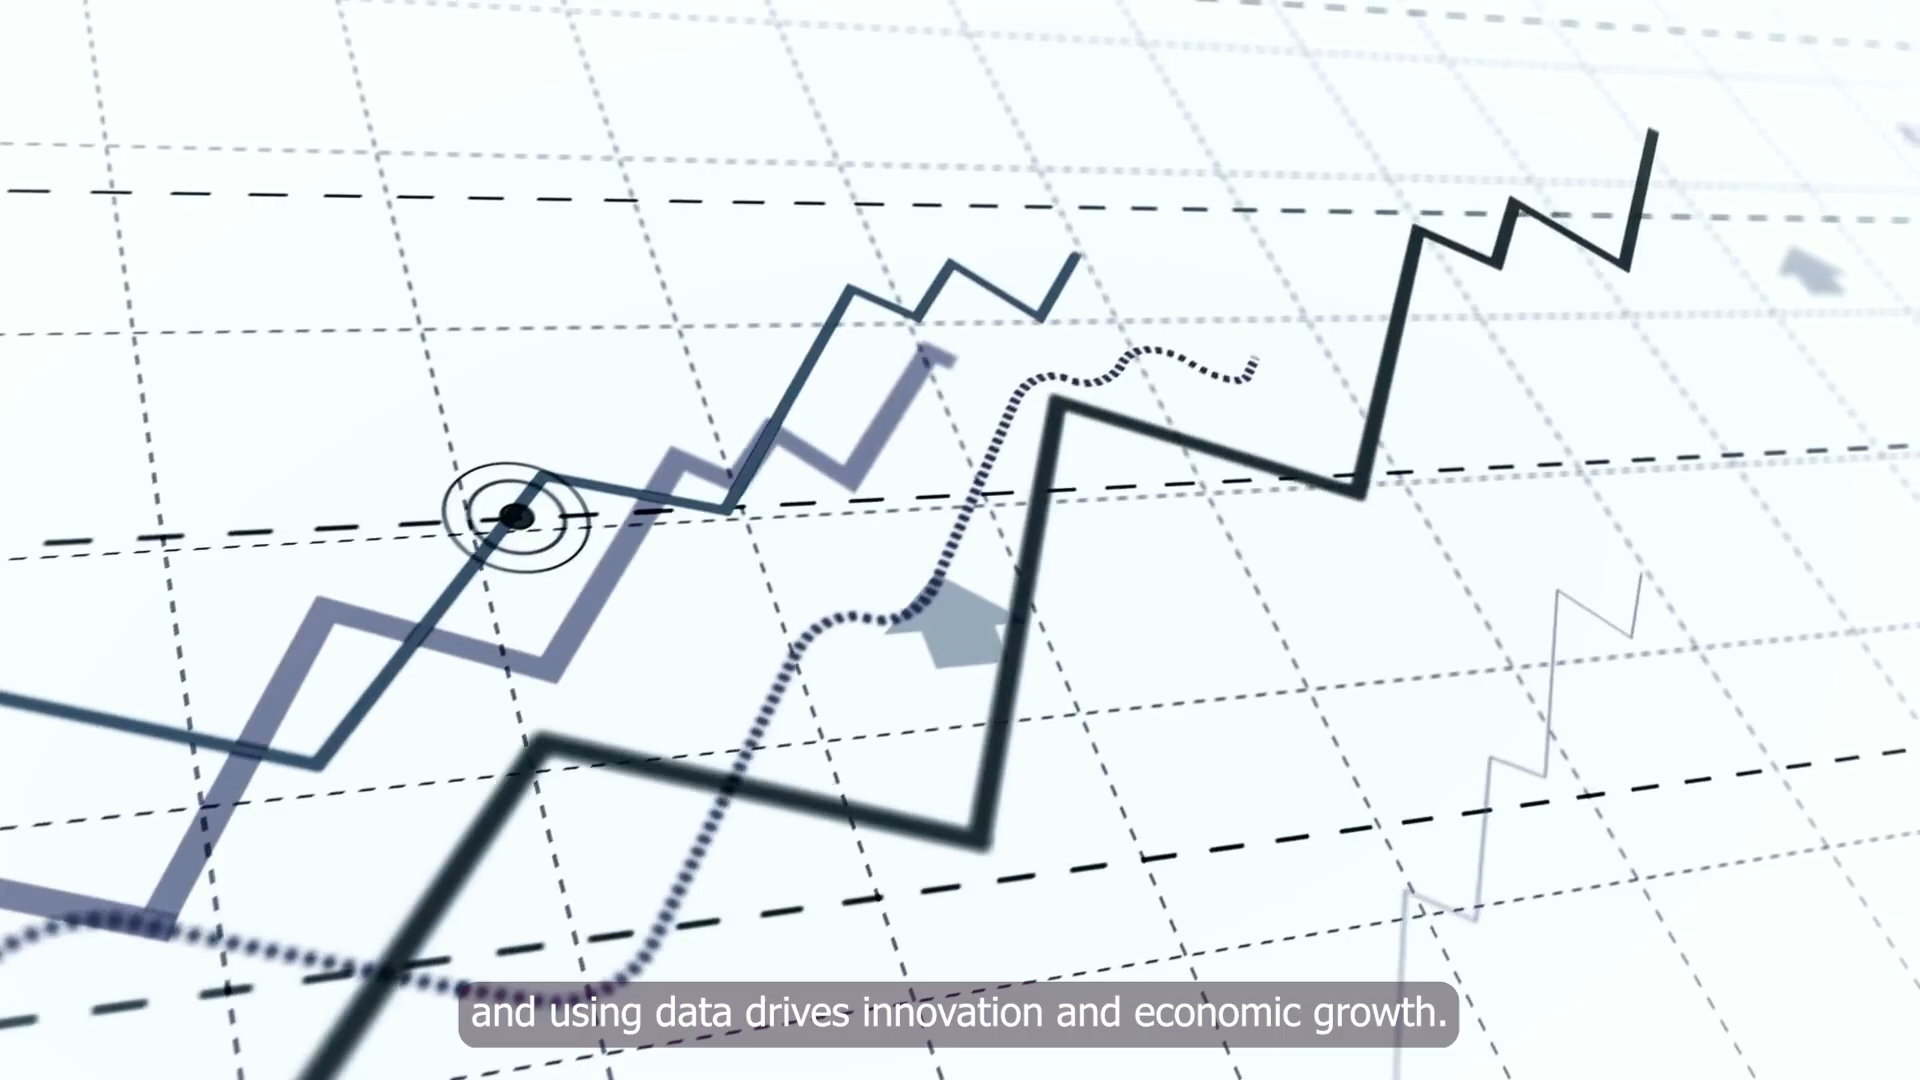 and using data drives innovation and economic growth.